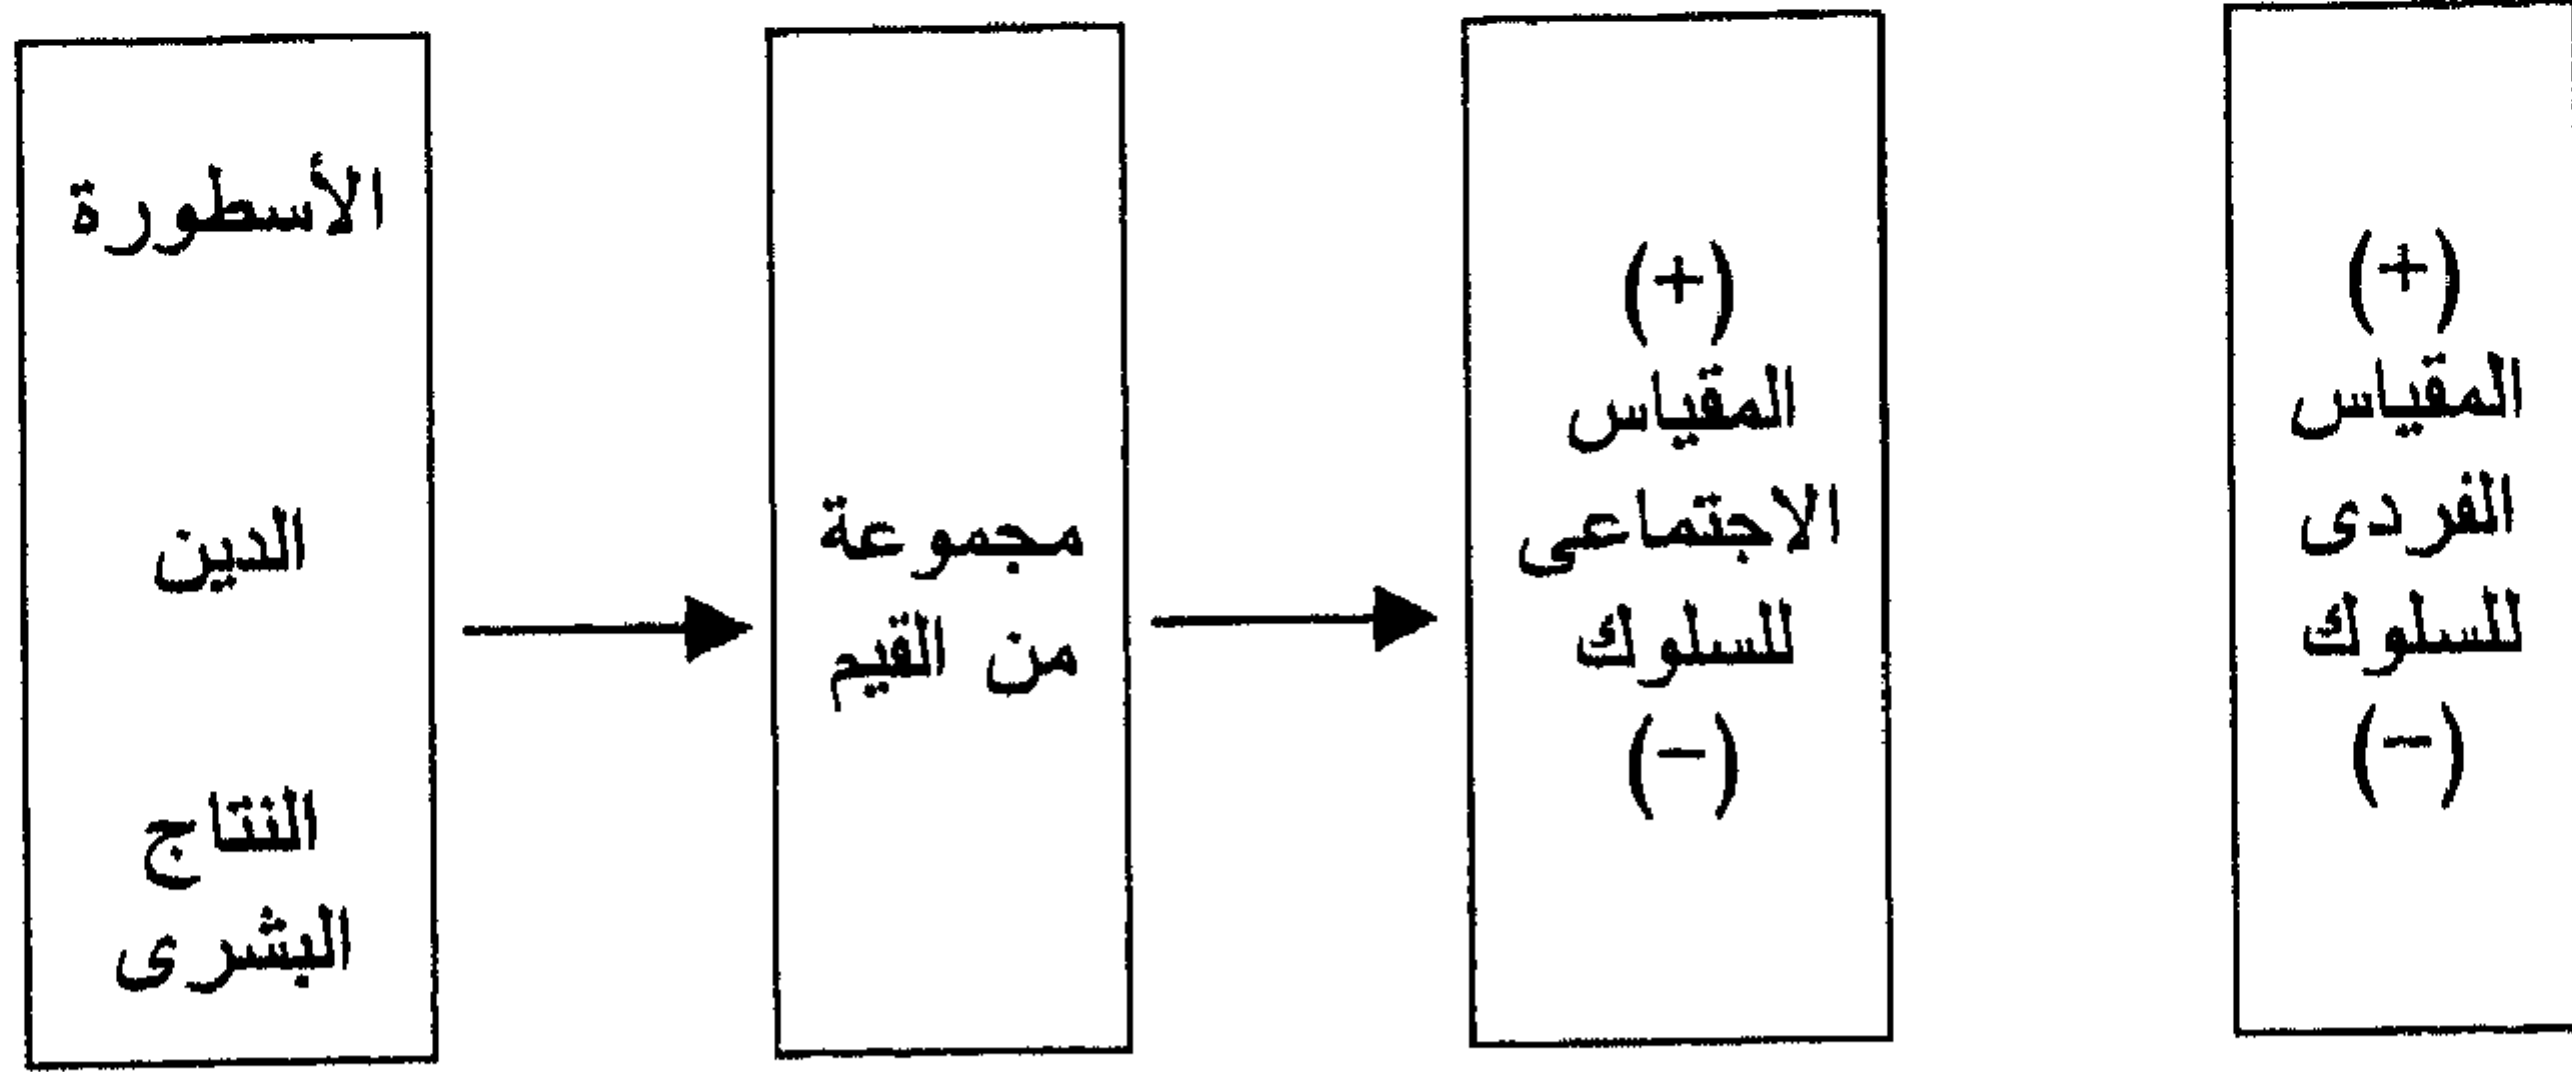 الأسطورة
الدين
النتاج
البشرى
مجموعة
من القيم
(+)
المقياس
الاجتماعى
للسلوك
(-)
(+)
المقياس
الفردى
للسلوك
(-)